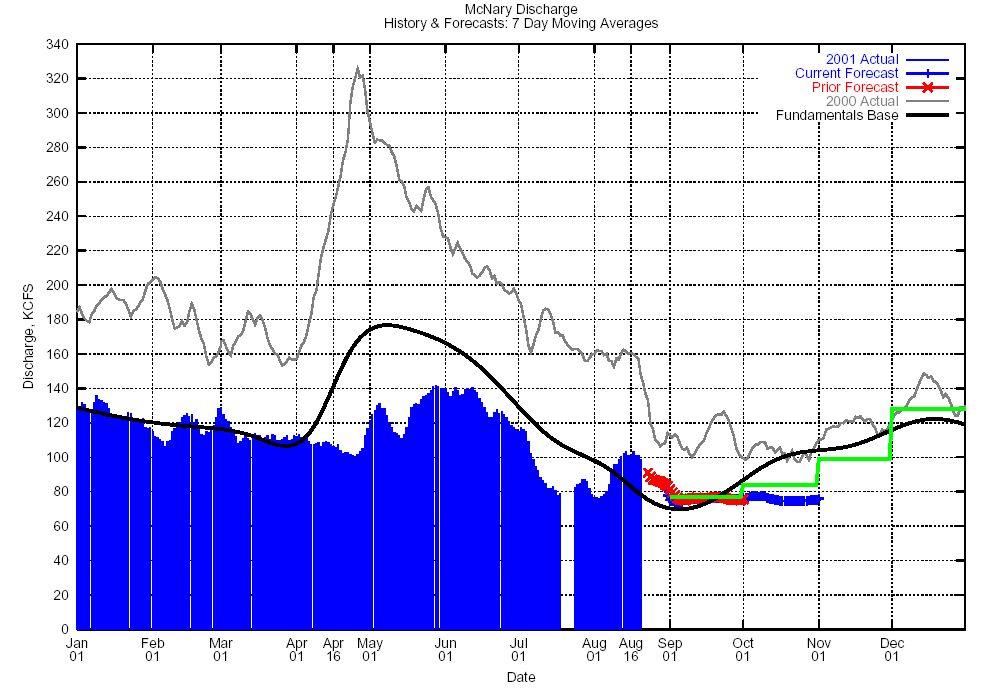 McNary Discharge
History & Forecasts: 7 Day Moving Averages
340
320
300
280
260
240
220
200
180
160
140
120
100
80
60
40
20
0
Discharge, KCFS
2001 Actual
Current Forecast
Prior Forecast
2000 Actual
Fundamentals Base
Jan Feb Mar Apr Apr May Jun Jul Aug Aug Sep Oct Nov Dec
01 01 01 01 16 01 01 01 01 16 01 01 01 01
Date